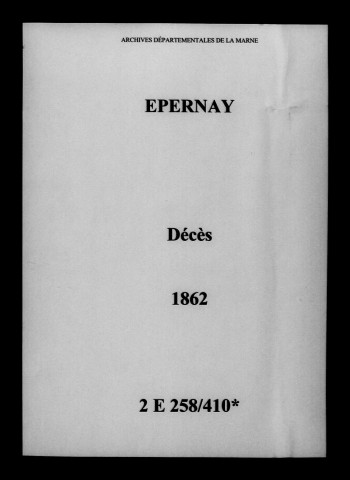 ARCHIVES DÉPARTEMENTALES DE LA MARNE
EPERNAY
Décès
1862
2 E 258/410*